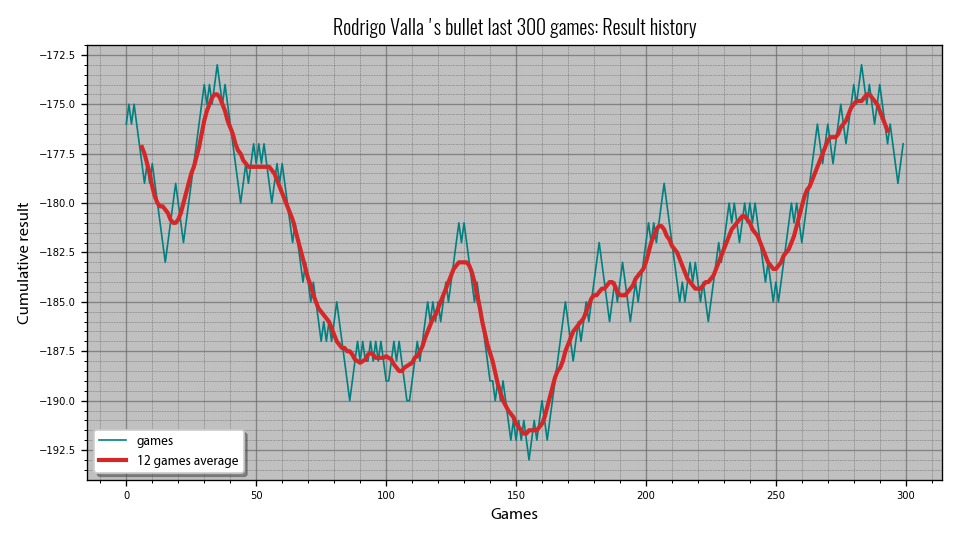 Rodrigo Valla 's bullet last 300 games: Result history
Cumulative result
−172.5
−175.0
−177.5
−180.0
−182.5
−185.0
−187.5
−190.0
−192.5
games
12 games average
0 50 100 150 200 250 300
Games